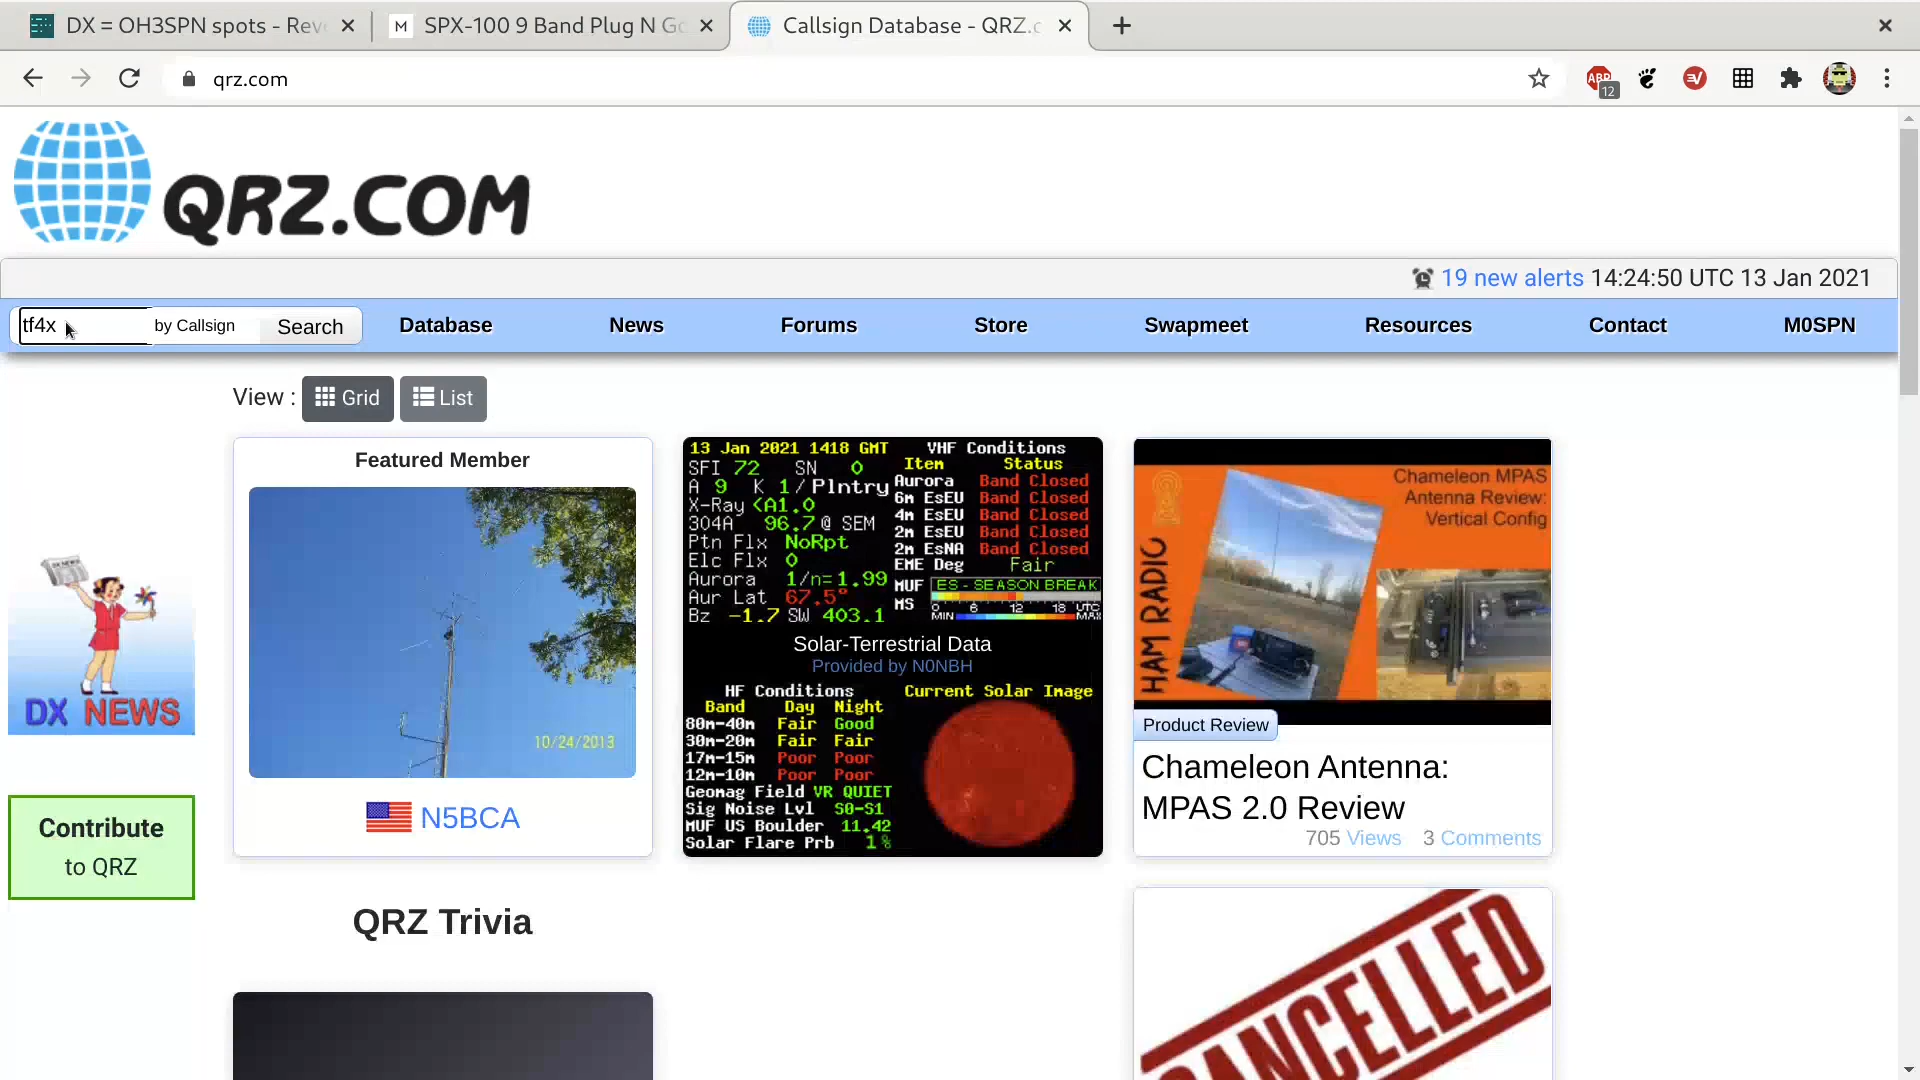 DX = OH3SPN spots - Rev
SPX-100 9 Band Plug N Go
Callsign Database - QRZ.c
qrz.com
ABP
12
QRZ.COM
19 new alerts 14:24:50 UTC 13 Jan 2021
tf4x by Callsign Search Database News Forums Store Swapmeet Resources Contact M0SPN
View : Grid List
Featured Member
10/24/2013
N5BCA
13 Jan 2021 1418 GMT
SFI 72 SN 0
A 9 K 1 / Plntry
X-Ray <A1.0
304A 96.7 @ SEM
Ptn Flx NoRpt
Elc Flx 0
Aurora 1/n=1.99
Aur Lat 67.5°
Bz -1.7 SW 403.1
VHF Conditions
Item Status
Aurora Band Closed
6m EsEU Band Closed
4m EsEU Band Closed
2m EsEU Band Closed
2m EsNA Band Closed
EME Deg Fair
MUF ES - SEASON BREAK
MS 0 6 12 18 UTC
MIN MAX
Solar-Terrestrial Data
Provided by N0NBH
HF Conditions
Band Day Night
80m-40m Fair Good
30m-20m Fair Fair
17m-15m Poor Poor
12m-10m Poor Poor
Geomag Field VR QUIET
Sig Noise Lvl S0-S1
MUF US Boulder 11.42
Solar Flare Prb 1%
Current Solar Image
Chameleon MPAS
Antenna Review:
Vertical Config
HAM RADIO
Product Review
Chameleon Antenna:
MPAS 2.0 Review
705 Views 3 Comments
DX NEWS
Contribute
to QRZ
QRZ Trivia
CANCELLED